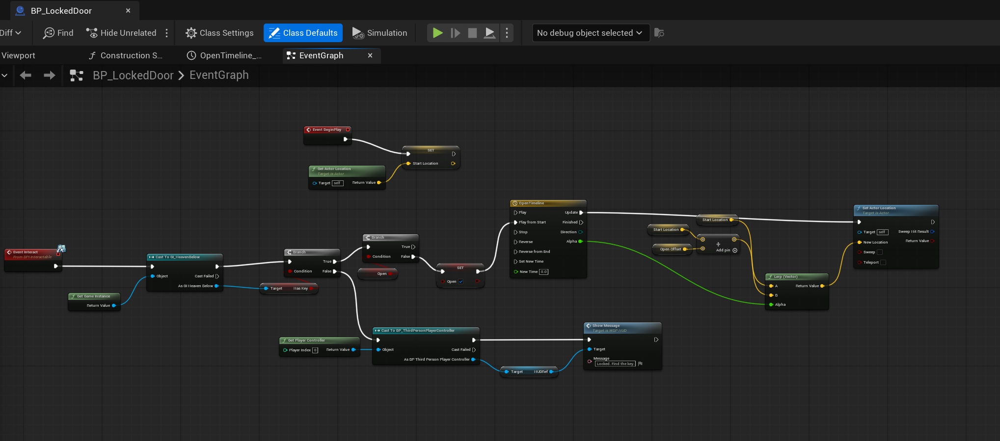 BP_LockedDoor
Diff
Find
Hide Unrelated
Class Settings
Class Defaults
Simulation
No debug object selected
Viewport
Construction S...
OpenTimeline_...
EventGraph
BP_LockedDoor > EventGraph
Event BeginPlay
SET
Start Location
Get Actor Location
Target is Actor
Target self Return Value
OpenTimeline
Play Update
Play from Start Finished
Stop Direction
Reverse Alpha
Reverse from End
Set New Time
New Time 0.0
Start Location
Start Location
Open Offset
Add pin
Set Actor Location
Target is Actor
Target self Sweep Hit Result
New Location Return Value
Sweep
Teleport
Event Interact
From BPI Interactable
Cast To GI_HeavenBelow
Object Cast Failed
As GI Heaven Below
Get Game Instance
Return Value
Branch
True
Condition False
Target Has Key
Branch
True
Condition False
Open
SET
Open
Lerp (Vector)
A Return Value
B
Alpha
Get Player Controller
Player Index 0 Return Value
Cast To BP_ThirdPersonPlayerController
Object Cast Failed
As BP Third Person Player Controller
Target HUDRef
Show Message
Target is WBP HUD
Target
Message
Locked. Find the key.